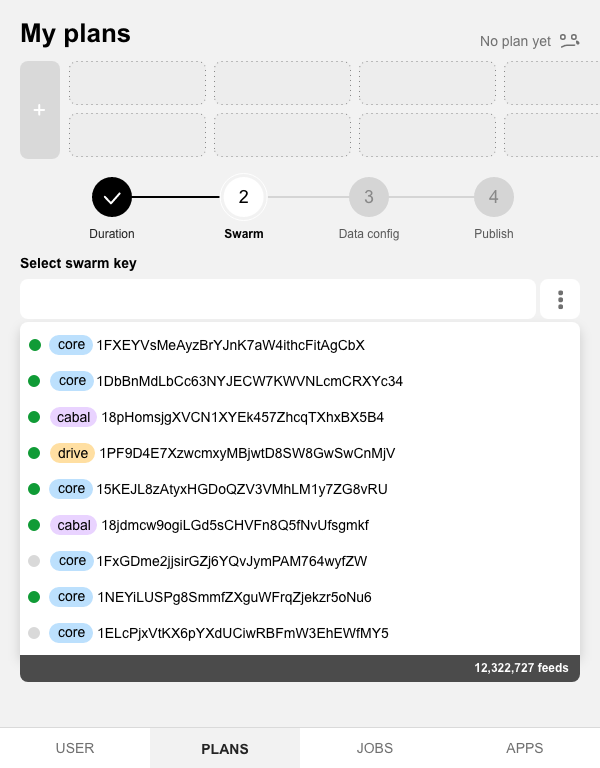 My plans
No plan yet
+
2
3
4
Duration
Swarm
Data config
Publish
Select swarm key
core 1FXEYVsMeAyzBrYJnK7aW4ithcFitAgCbX
core 1DbBnMdLbCc63NYJECW7KWVNLcmCRXYc34
cabal 18pHomsjgXVCN1XYEk457ZhcqTXhxBX5B4
drive 1PF9D4E7XzwcmxyMBjwtD8SW8GwSwCnMjV
core 15KEJL8zAtyxHGDoQZV3VMhLM1y7ZG8vRU
cabal 18jdmcw9ogiLGd5sCHVFn8Q5fNvUfsgmkf
core 1FxGDme2jjsirGZj6YQvJymPAM764wyfZW
core 1NEYiLUSPg8SmmfZXguWFrqZjekzr5oNu6
core 1ELcPjxVtKX6pYXdUCiwRBFmW3EhEWfMY5
12,322,727 feeds
USER
PLANS
JOBS
APPS